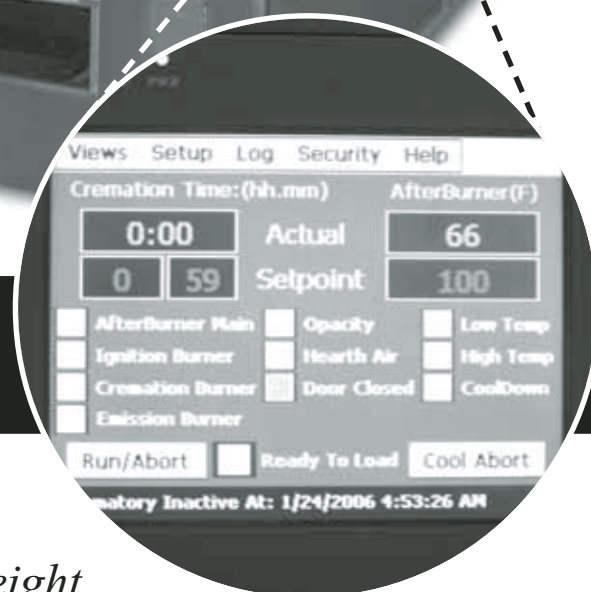 Views Setup Log Security Help
Cremation Time:(hh.mm) AfterBurner(F)
0:00 Actual 66
0 59 Setpoint 100
AfterBurner Main Opacity Low Temp
Ignition Burner Hearth Air High Temp
Cremation Burner Door Closed CoolDown
Emission Burner
Run/Abort Ready To Load Cool Abort
Inactive At: 1/24/2006 4:53:26 AM